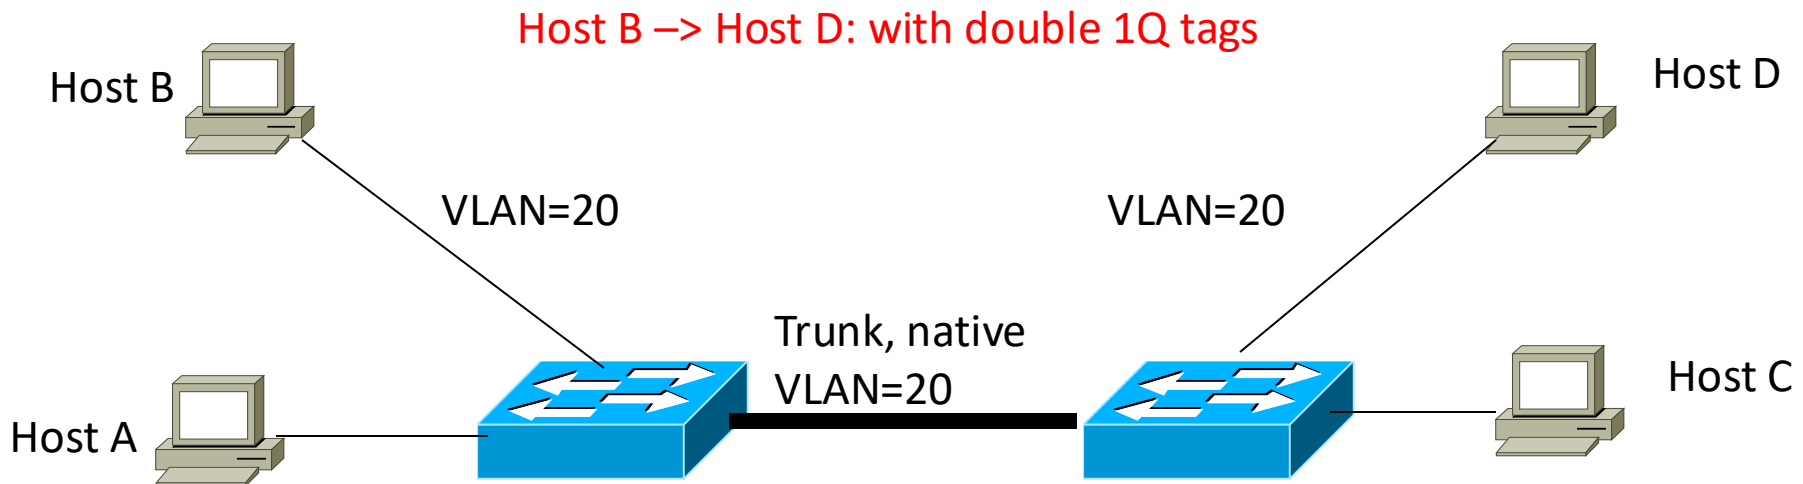 Host B –> Host D: with double 1Q tags
Host B
Host D
VLAN=20
VLAN=20
Trunk, native
VLAN=20
Host C
Host A